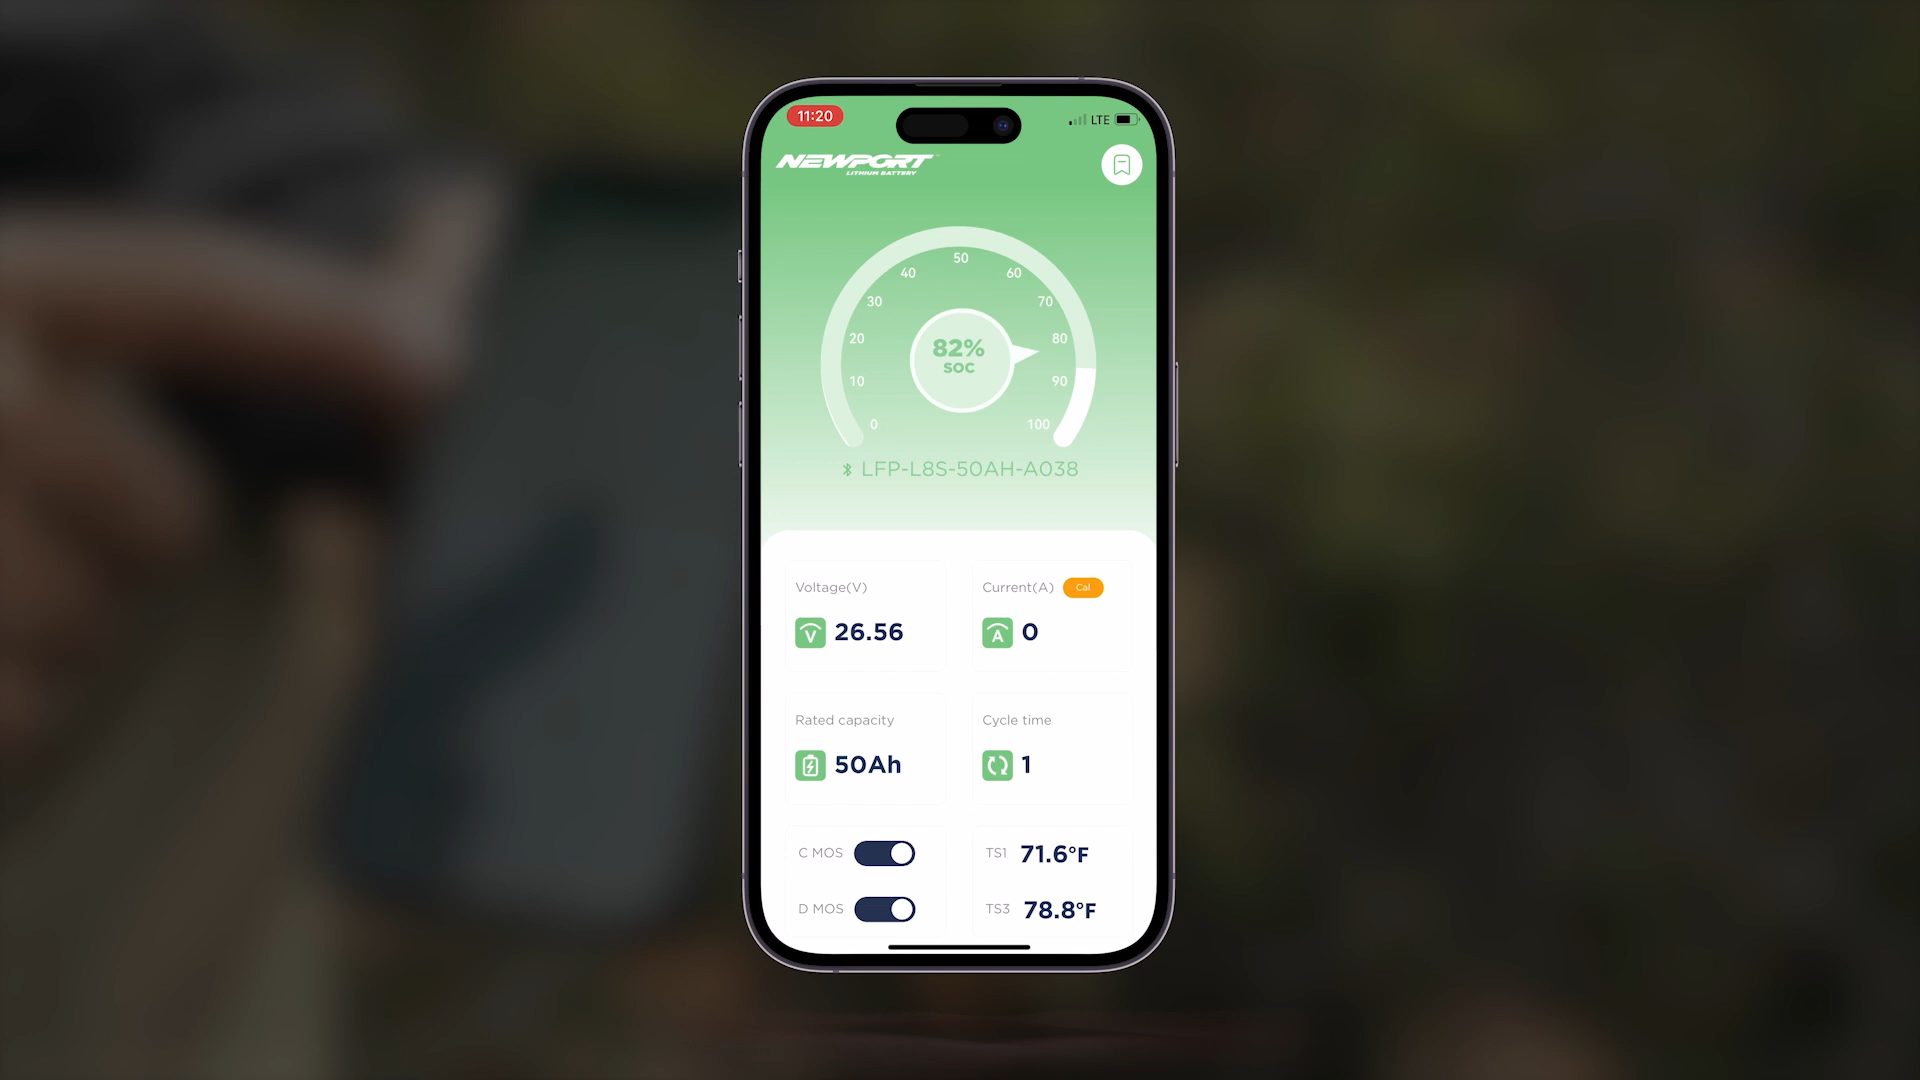 11:20
LTE
NEWPORT
LITHIUM BATTERY
50
40
60
30
70
20
80
82%
SOC
10
90
0
100
LFP-L8S-50AH-A038
Voltage(V)
Current(A) Cal
V 26.56
A 0
Rated capacity
Cycle time
50Ah
1
C MOS
TS1 71.6°F
D MOS
TS3 78.8°F